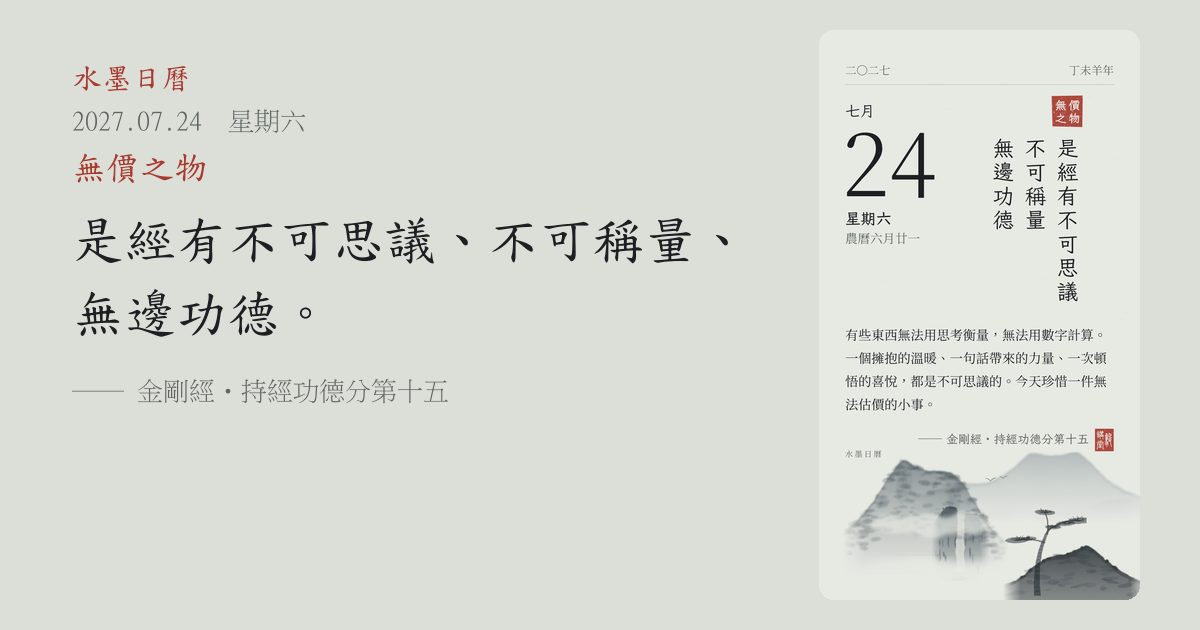 水墨日曆
2027.07.24 星期六
無價之物
是經有不可思議、不可稱量、
無邊功德。
—— 金剛經・持經功德分第十五
二〇二七
丁未羊年
七月
24
星期六
農曆六月廿一
價物
無之
是經有不可思議
不可稱量
無邊功德
有些東西無法用思考衡量，無法用數字計算。
一個擁抱的溫暖、一句話帶來的力量、一次頓
悟的喜悅，都是不可思議的。今天珍惜一件無
法估價的小事。
—— 金剛經・持經功德分第十五
水墨日曆